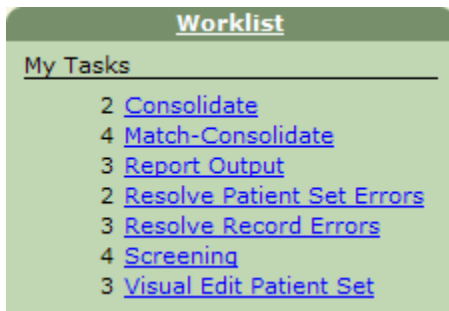 Worklist
My Tasks
2 Consolidate
4 Match-Consolidate
3 Report Output
2 Resolve Patient Set Errors
3 Resolve Record Errors
4 Screening
3 Visual Edit Patient Set